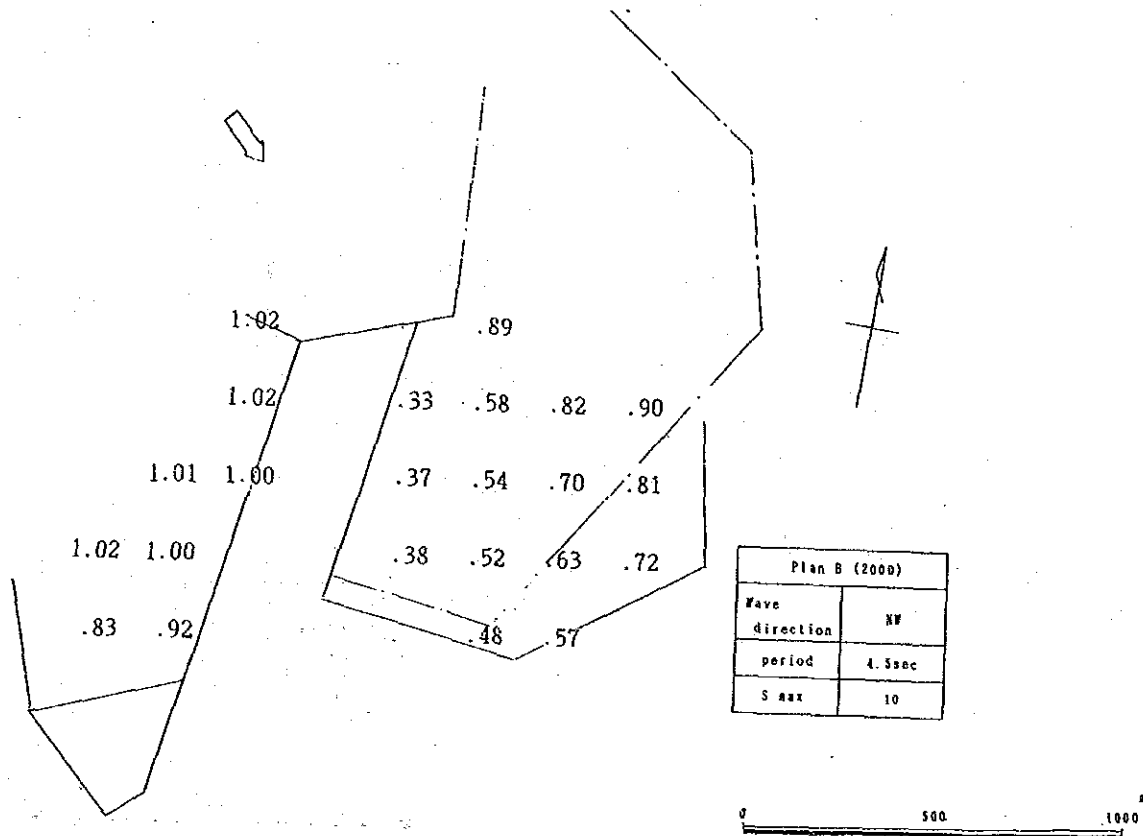 1.02 .89
1.02 .33 .58 .82 .90
1.01 1.00 .37 .54 .70 .81
1.02 1.00 .38 .52 .63 .72
.83 .92 .48 .57
Plan B (2000)
Wave direction NW
period 4.5sec
S max 10
0 500 1000